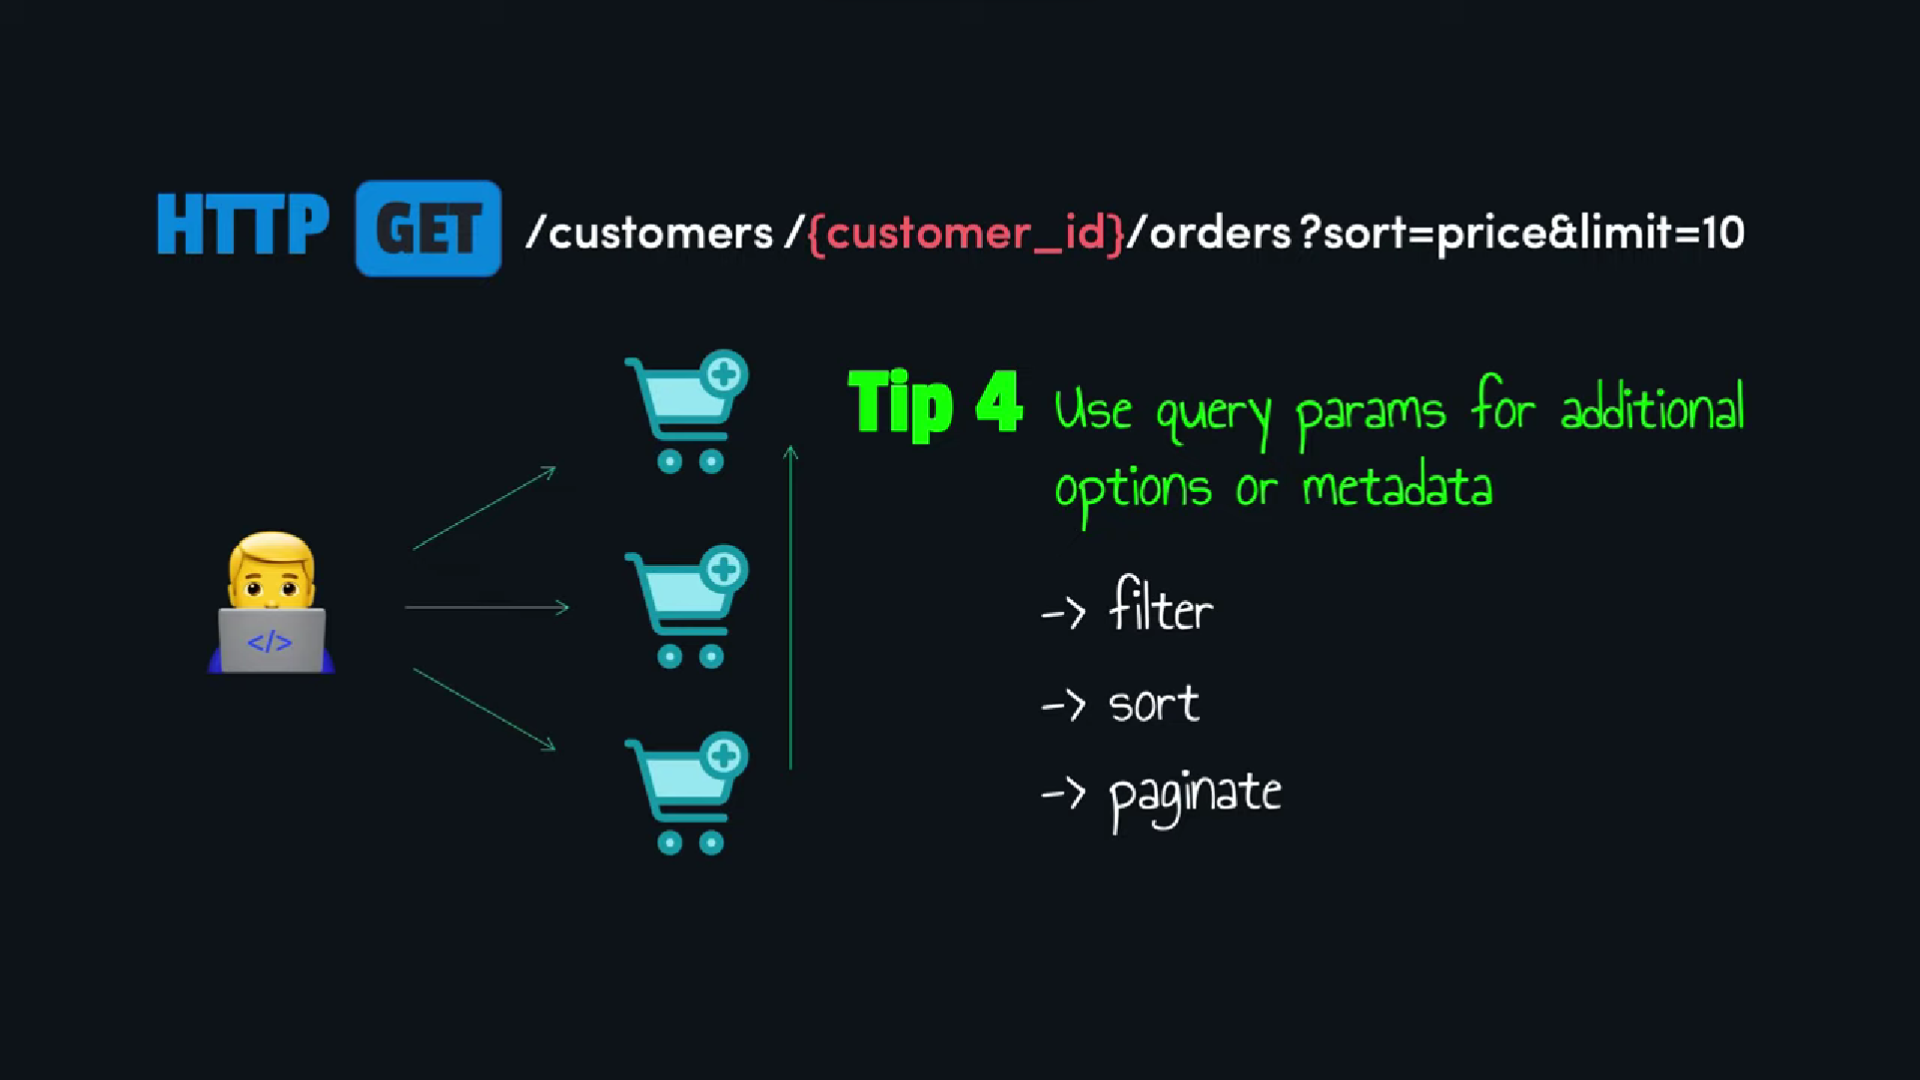 HTTP GET /customers /{customer_id}/orders ?sort=price&limit=10
Tip 4 Use query params for additional
options or metadata
</>
-> filter
-> sort
-> paginate